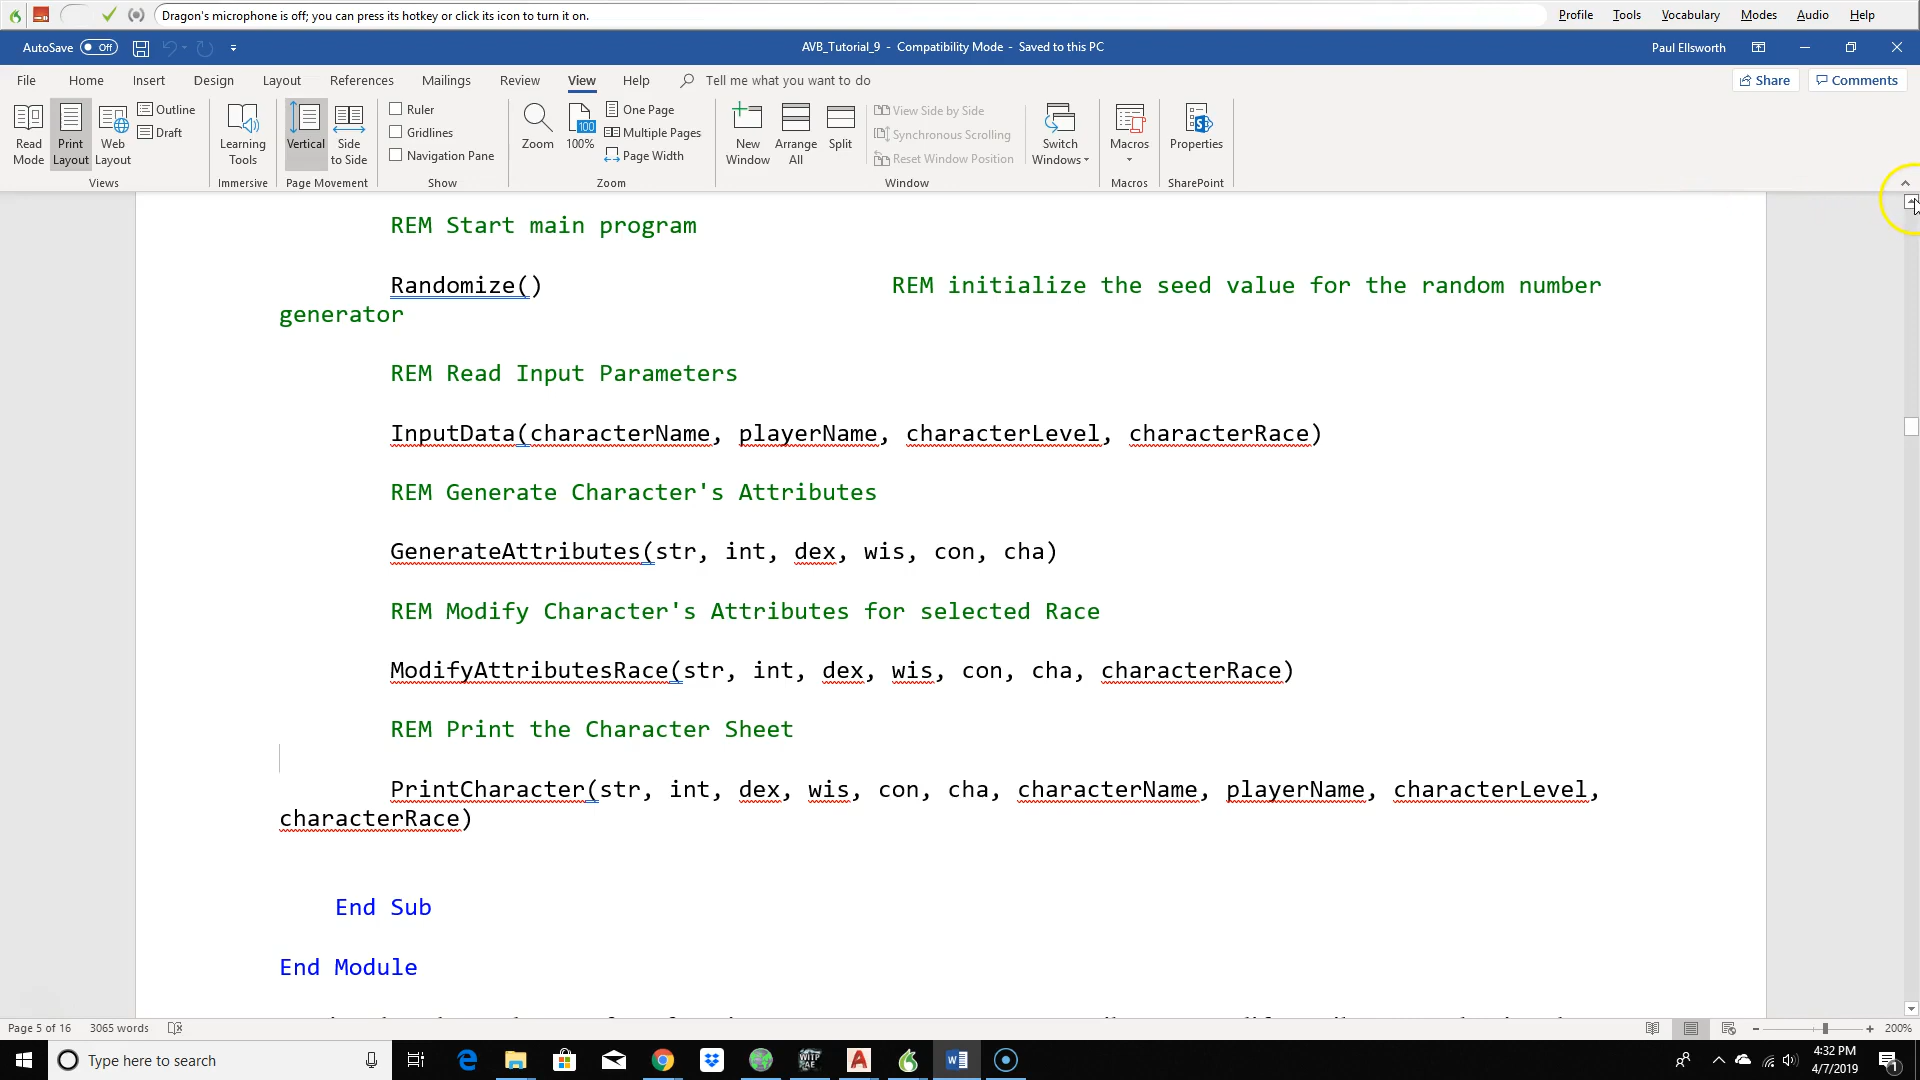 Dragon's microphone is off; you can press its hotkey or click its icon to turn it on.
Profile Tools Vocabulary Modes Audio Help
AutoSave Off
AVB_Tutorial_9 - Compatibility Mode - Saved to this PC
Paul Ellsworth
File Home Insert Design Layout References Mailings Review View Help Tell me what you want to do
Share Comments
Read Mode
Print Layout
Web Layout
Outline
Draft
Views
Learning Tools
Immersive
Vertical
Side to Side
Page Movement
Ruler
Gridlines
Navigation Pane
Show
Zoom
100
100%
One Page
Multiple Pages
Page Width
Zoom
New Window
Arrange All
Split
View Side by Side
Synchronous Scrolling
Reset Window Position
Window
Switch Windows
Macros
Macros
Properties
SharePoint
REM Start main program
Randomize() REM initialize the seed value for the random number
generator
REM Read Input Parameters
InputData(characterName, playerName, characterLevel, characterRace)
REM Generate Character's Attributes
GenerateAttributes(str, int, dex, wis, con, cha)
REM Modify Character's Attributes for selected Race
ModifyAttributesRace(str, int, dex, wis, con, cha, characterRace)
REM Print the Character Sheet
PrintCharacter(str, int, dex, wis, con, cha, characterName, playerName, characterLevel,
characterRace)
End Sub
End Module
Page 5 of 16 3065 words
200%
Type here to search
4:32 PM
4/7/2019